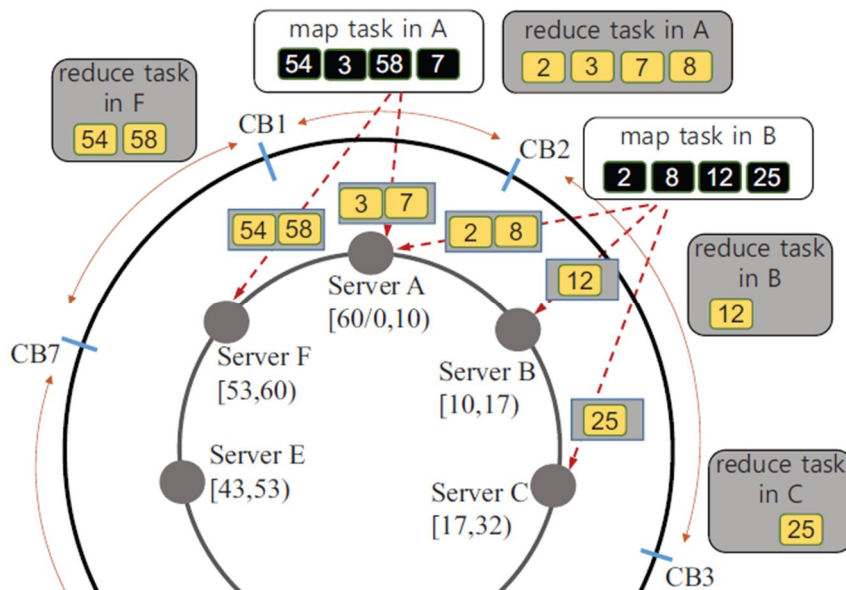 map task in A
54 3 58 7
reduce task in A
2 3 7 8
reduce task
in F
54 58
CB1
CB2
map task in B
2 8 12 25
3 7
54 58
2 8
Server A
[60/0,10)
12
reduce task
in B
12
CB7
Server F
[53,60)
Server B
[10,17)
25
Server E
[43,53)
Server C
[17,32)
reduce task
in C
25
CB3